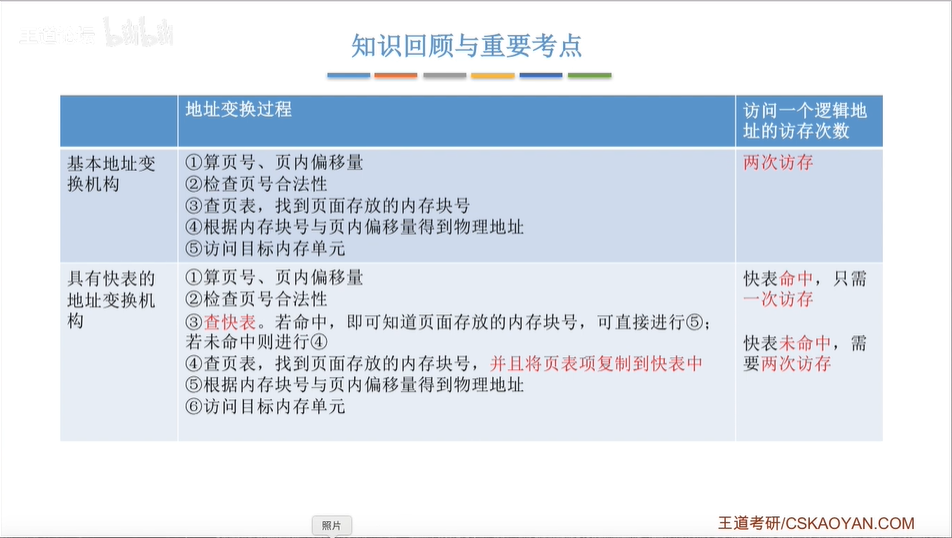 王道考研 bilibili
知识回顾与重要考点
地址变换过程
访问一个逻辑地
址的访存次数
基本地址变
换机构
①算页号、页内偏移量
②检查页号合法性
③查页表，找到页面存放的内存块号
④根据内存块号与页内偏移量得到物理地址
⑤访问目标内存单元
两次访存
具有快表的
地址变换机
构
①算页号、页内偏移量
②检查页号合法性
③查快表。若命中，即可知道页面存放的内存块号，可直接进行⑤；
若未命中则进行④
④查页表，找到页面存放的内存块号，并且将页表项复制到快表中
⑤根据内存块号与页内偏移量得到物理地址
⑥访问目标内存单元
快表命中，只需
一次访存
快表未命中，需
要两次访存
照片
王道考研/CSKAOYAN.COM